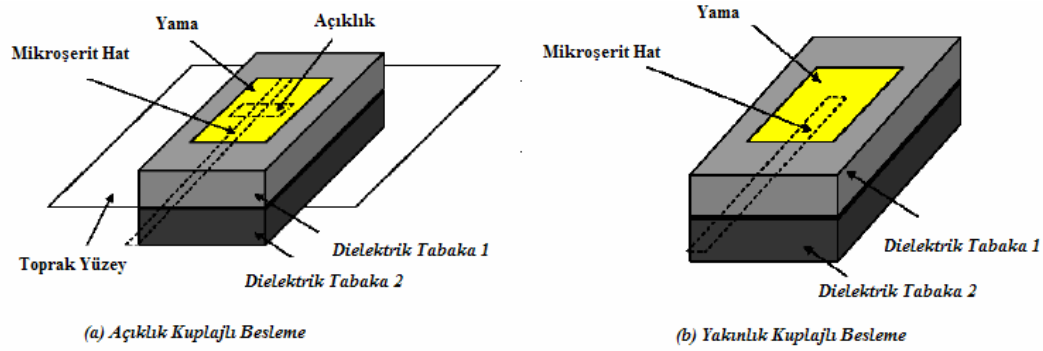 Yama
Açıklık
Mikroşerit Hat
Toprak Yüzey
Dielektrik Tabaka 1
Dielektrik Tabaka 2
(a) Açıklık Kuplajlı Besleme
Yama
Mikroşerit Hat
Dielektrik Tabaka 1
Dielektrik Tabaka 2
(b) Yakınlık Kuplajlı Besleme